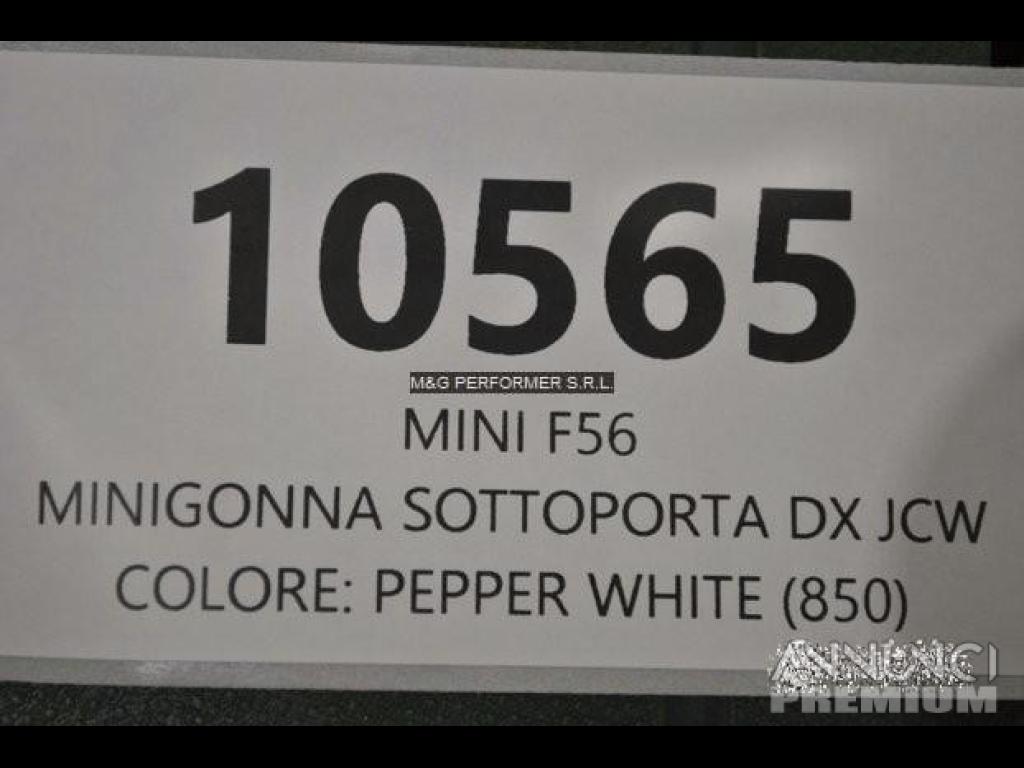 10565
M&G PERFORMER S.R.L.
MINI F56
MINIGONNA SOTTOPORTA DX JCW
COLORE: PEPPER WHITE (850)
ANNUNCI
PREMIUM